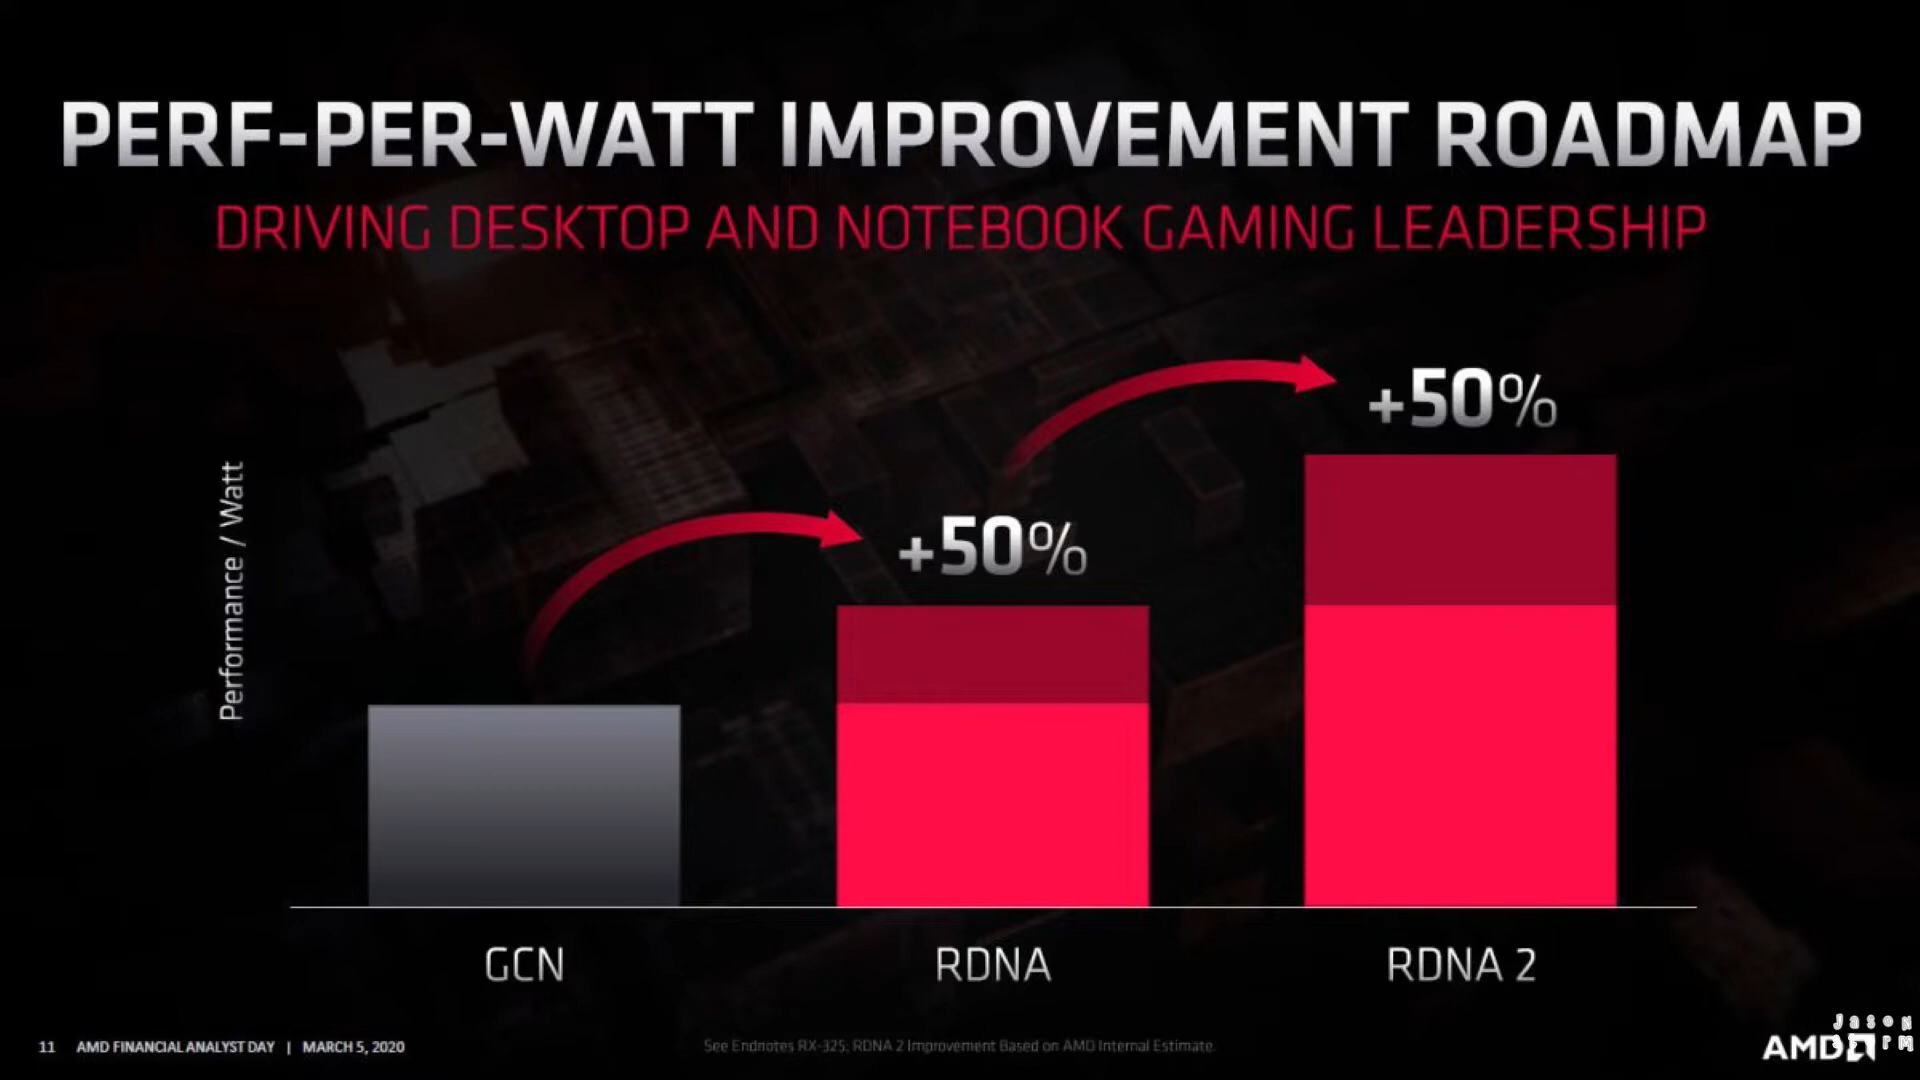 PERF-PER-WATT IMPROVEMENT ROADMAP
DRIVING DESKTOP AND NOTEBOOK GAMING LEADERSHIP
+50%
+50%
Performance / Watt
GCN
RDNA
RDNA 2
11 AMD FINANCIAL ANALYST DAY | MARCH 5, 2020
See Endnotes RX-325; RDNA 2 Improvement Based on AMD Internal Estimate.
AMD
Jason